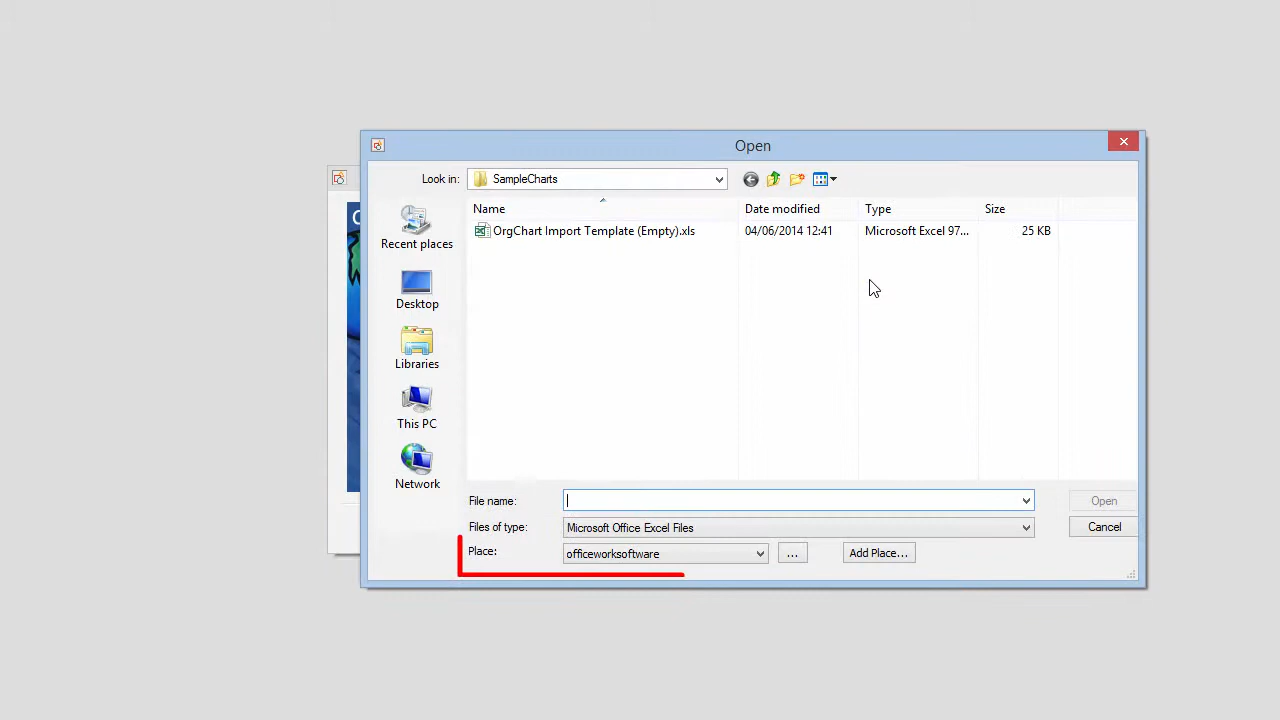 Open
Look in:
SampleCharts
Name
Date modified
Type
Size
OrgChart Import Template (Empty).xls
04/06/2014 12:41
Microsoft Excel 97...
25 KB
Recent places
Desktop
Libraries
This PC
Network
File name:
Open
Files of type:
Microsoft Office Excel Files
Cancel
Place:
officeworksoftware
...
Add Place...